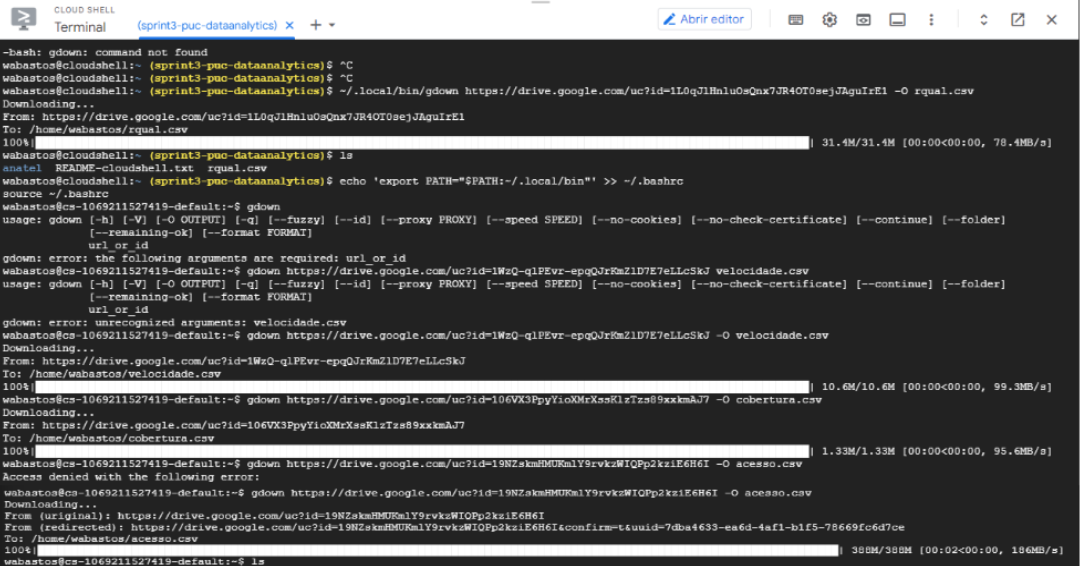 CLOUD SHELL
Terminal
(sprint3-puc-dataanalytics)
Abrir editor
-bash: gdown: command not found
wabastos@cloudshell:~ (sprint3-puc-dataanalytics)$ ^C
wabastos@cloudshell:~ (sprint3-puc-dataanalytics)$ ^C
wabastos@cloudshell:~ (sprint3-puc-dataanalytics)$ ~/.local/bin/gdown https://drive.google.com/uc?id=1L0qJlHnluOsQnx7JR4OT0sejJAguIrE1 -O rqual.csv
Downloading...
From: https://drive.google.com/uc?id=1L0qJlHnluOsQnx7JR4OT0sejJAguIrE1
To: /home/wabastos/rqual.csv
100%| | 31.4M/31.4M [00:00<00:00, 78.4MB/s]
wabastos@cloudshell:~ (sprint3-puc-dataanalytics)$ ls
anatel README-cloudshell.txt rqual.csv
wabastos@cloudshell:~ (sprint3-puc-dataanalytics)$ echo 'export PATH="$PATH:~/.local/bin"' >> ~/.bashrc
source ~/.bashrc
wabastos@cs-1069211527419-default:~$ gdown
usage: gdown [-h] [-V] [-O OUTPUT] [-q] [--fuzzy] [--id] [--proxy PROXY] [--speed SPEED] [--no-cookies] [--no-check-certificate] [--continue] [--folder]
[--remaining-ok] [--format FORMAT]
url_or_id
gdown: error: the following arguments are required: url_or_id
wabastos@cs-1069211527419-default:~$ gdown https://drive.google.com/uc?id=1WzQ-qlPEvr-epqQJrKmZlD7E7eLLcSkJ velocidade.csv
usage: gdown [-h] [-V] [-O OUTPUT] [-q] [--fuzzy] [--id] [--proxy PROXY] [--speed SPEED] [--no-cookies] [--no-check-certificate] [--continue] [--folder]
[--remaining-ok] [--format FORMAT]
url_or_id
gdown: error: unrecognized arguments: velocidade.csv
wabastos@cs-1069211527419-default:~$ gdown https://drive.google.com/uc?id=1WzQ-qlPEvr-epqQJrKmZlD7E7eLLcSkJ -O velocidade.csv
Downloading...
From: https://drive.google.com/uc?id=1WzQ-qlPEvr-epqQJrKmZlD7E7eLLcSkJ
To: /home/wabastos/velocidade.csv
100%| | 10.6M/10.6M [00:00<00:00, 99.3MB/s]
wabastos@cs-1069211527419-default:~$ gdown https://drive.google.com/uc?id=106VX3PpyYioXMrXssKlzTzs89xxkmAJ7 -O cobertura.csv
Downloading...
From: https://drive.google.com/uc?id=106VX3PpyYioXMrXssKlzTzs89xxkmAJ7
To: /home/wabastos/cobertura.csv
100%| | 1.33M/1.33M [00:00<00:00, 95.6MB/s]
wabastos@cs-1069211527419-default:~$ gdown https://drive.google.com/uc?id=19NZskmHMUKmlY9rvkzWIQPp2kziE6H6I -O acesso.csv
Access denied with the following error:
wabastos@cs-1069211527419-default:~$ gdown https://drive.google.com/uc?id=19NZskmHMUKmlY9rvkzWIQPp2kziE6H6I -O acesso.csv
Downloading...
From (uriginal): https://drive.google.com/uc?id=19NZskmHMUKmlY9rvkzWIQPp2kziE6H6I
From (redirected): https://drive.google.com/uc?id=19NZskmHMUKmlY9rvkzWIQPp2kziE6H6I&confirm=t&uuid=7dba4633-ea6d-4af1-b1f5-78669fc6d7ce
To: /home/wabastos/acesso.csv
100%| | 388M/388M [00:02<00:00, 186MB/s]
wabastos@cs-1069211527419-default:~$ ls